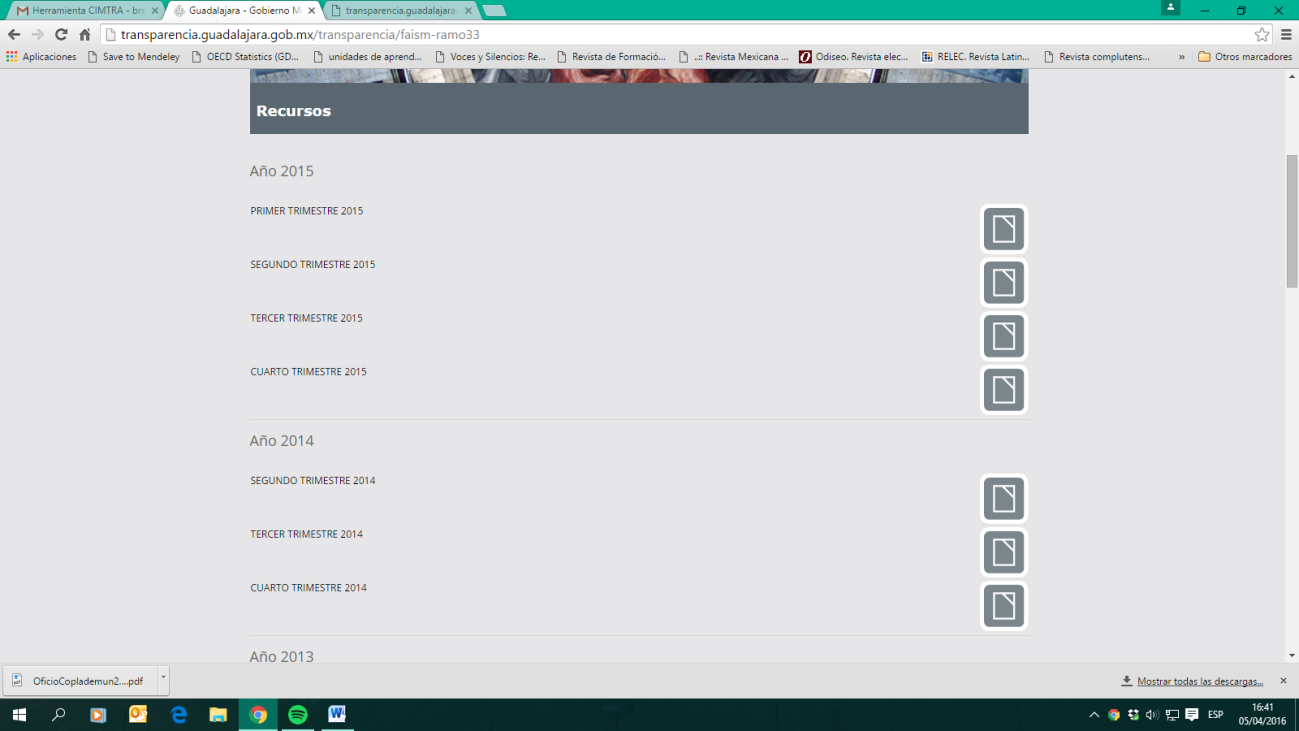 Herramienta CIMTRA - bre
Guadalajara - Gobierno M
transparencia.guadalajara.
transparencia.guadalajara.gob.mx/transparencia/faism-ramo33
Aplicaciones
Save to Mendeley
OECD Statistics (GD...
unidades de aprend...
Voces y Silencios: Re...
Revista de Formació...
..:: Revista Mexicana ...
Odiseo. Revista elec...
RELEC. Revista Latin...
Revista complutens...
»
Otros marcadores
Recursos
Año 2015
PRIMER TRIMESTRE 2015
SEGUNDO TRIMESTRE 2015
TERCER TRIMESTRE 2015
CUARTO TRIMESTRE 2015
Año 2014
SEGUNDO TRIMESTRE 2014
TERCER TRIMESTRE 2014
CUARTO TRIMESTRE 2014
Año 2013
OficioCoplademun2....pdf
Mostrar todas las descargas...
ESP
16:41
05/04/2016